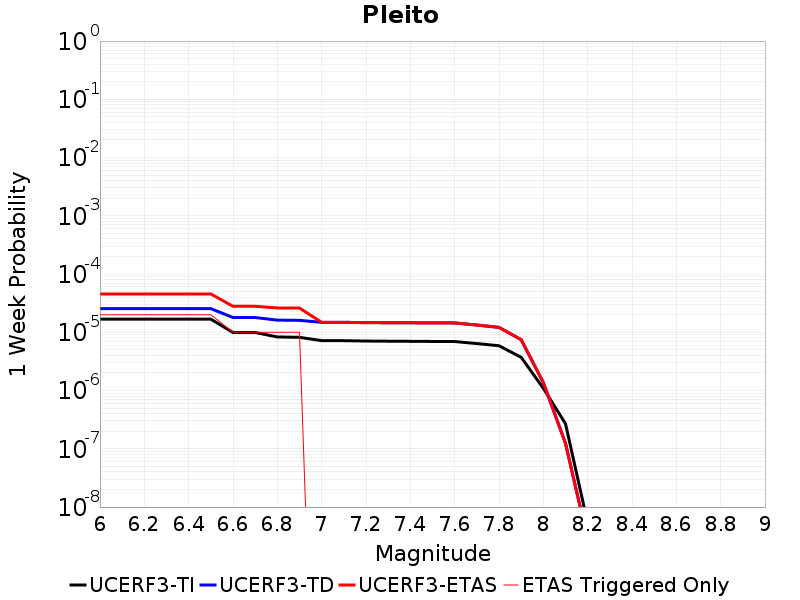 Pleito
10^0
10^-1
10^-2
10^-3
10^-4
10^-5
10^-6
10^-7
10^-8
1 Week Probability
6 6.2 6.4 6.6 6.8 7 7.2 7.4 7.6 7.8 8 8.2 8.4 8.6 8.8 9
Magnitude
UCERF3-TI UCERF3-TD UCERF3-ETAS ETAS Triggered Only